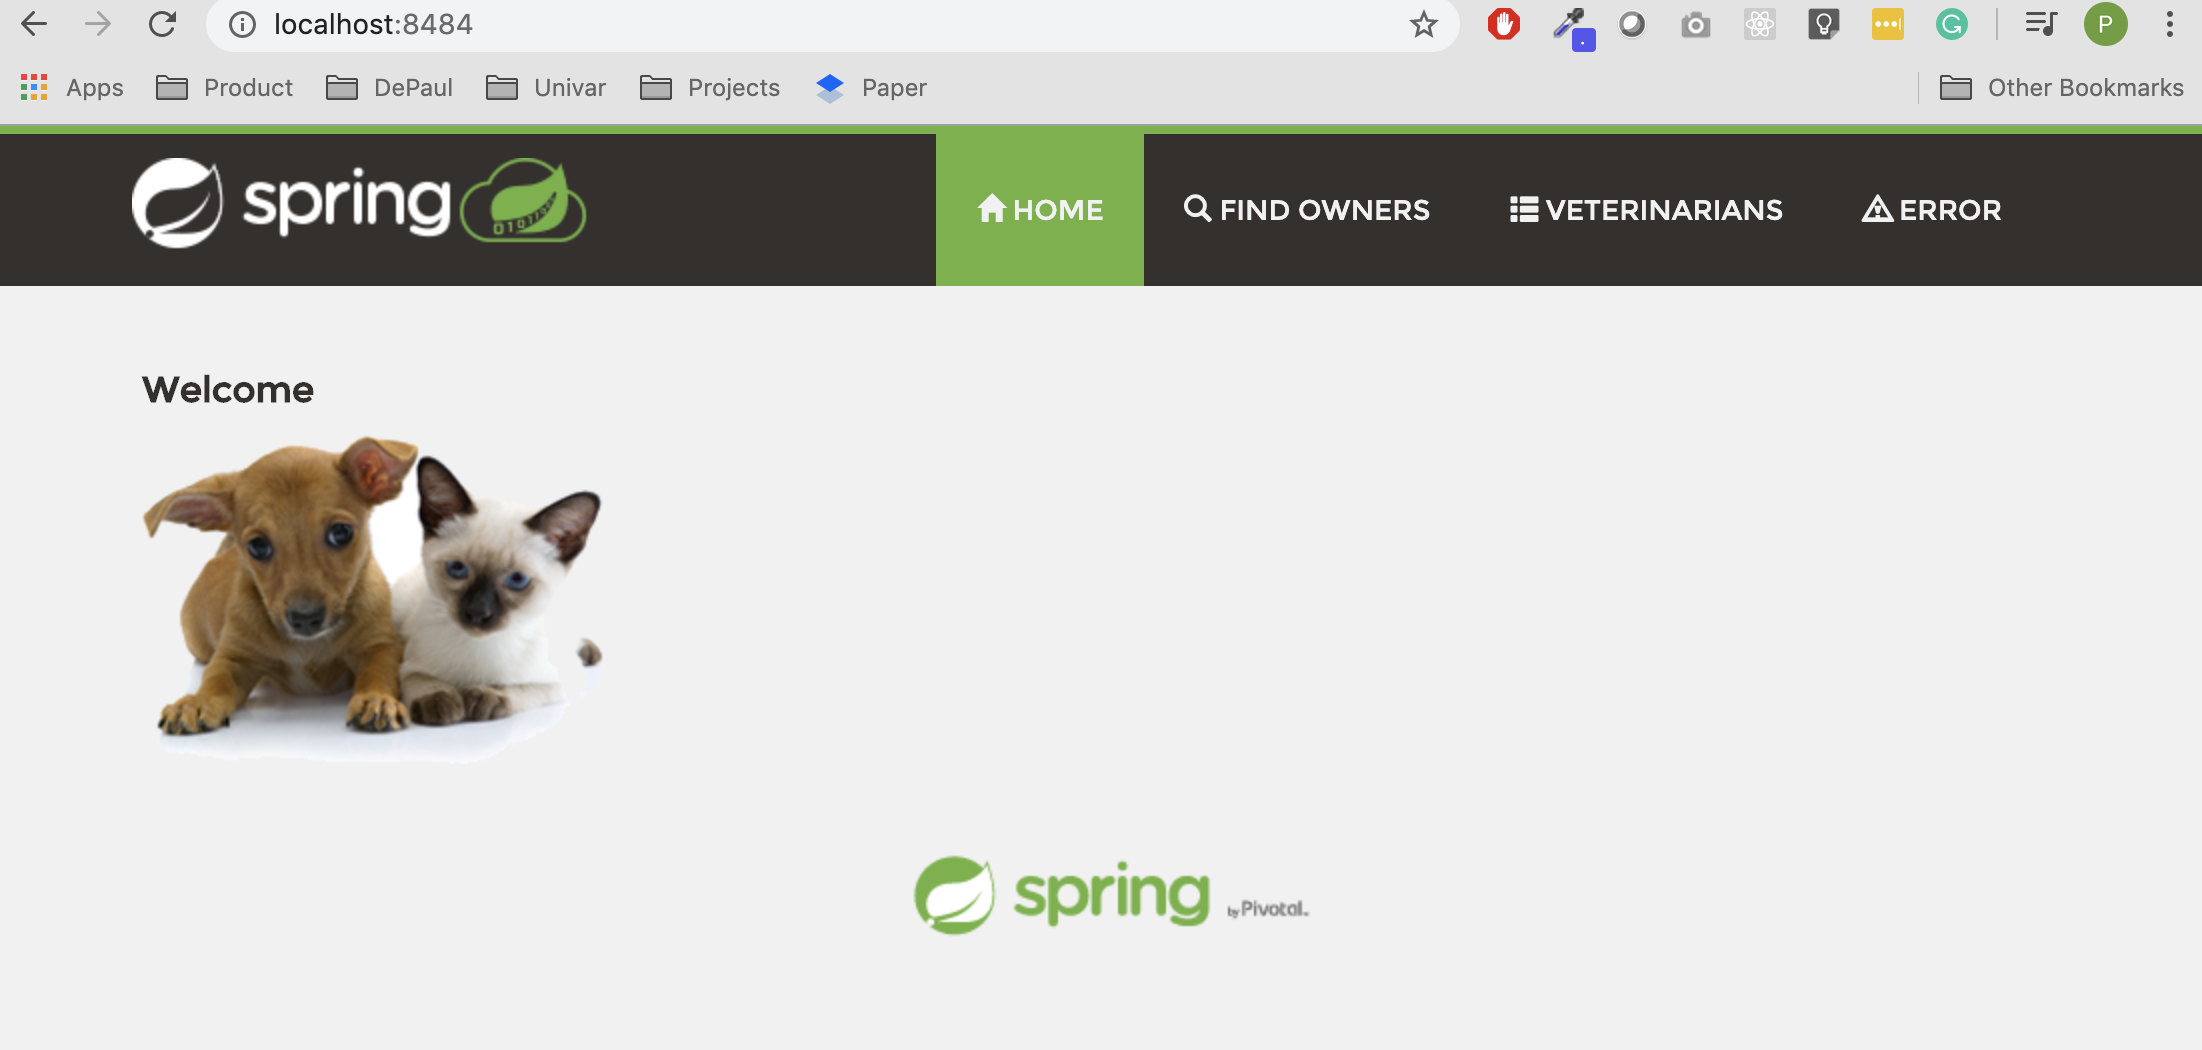 localhost:8484
P
Apps Product DePaul Univar Projects Paper Other Bookmarks
spring HOME FIND OWNERS VETERINARIANS ERROR
Welcome
spring by Pivotal